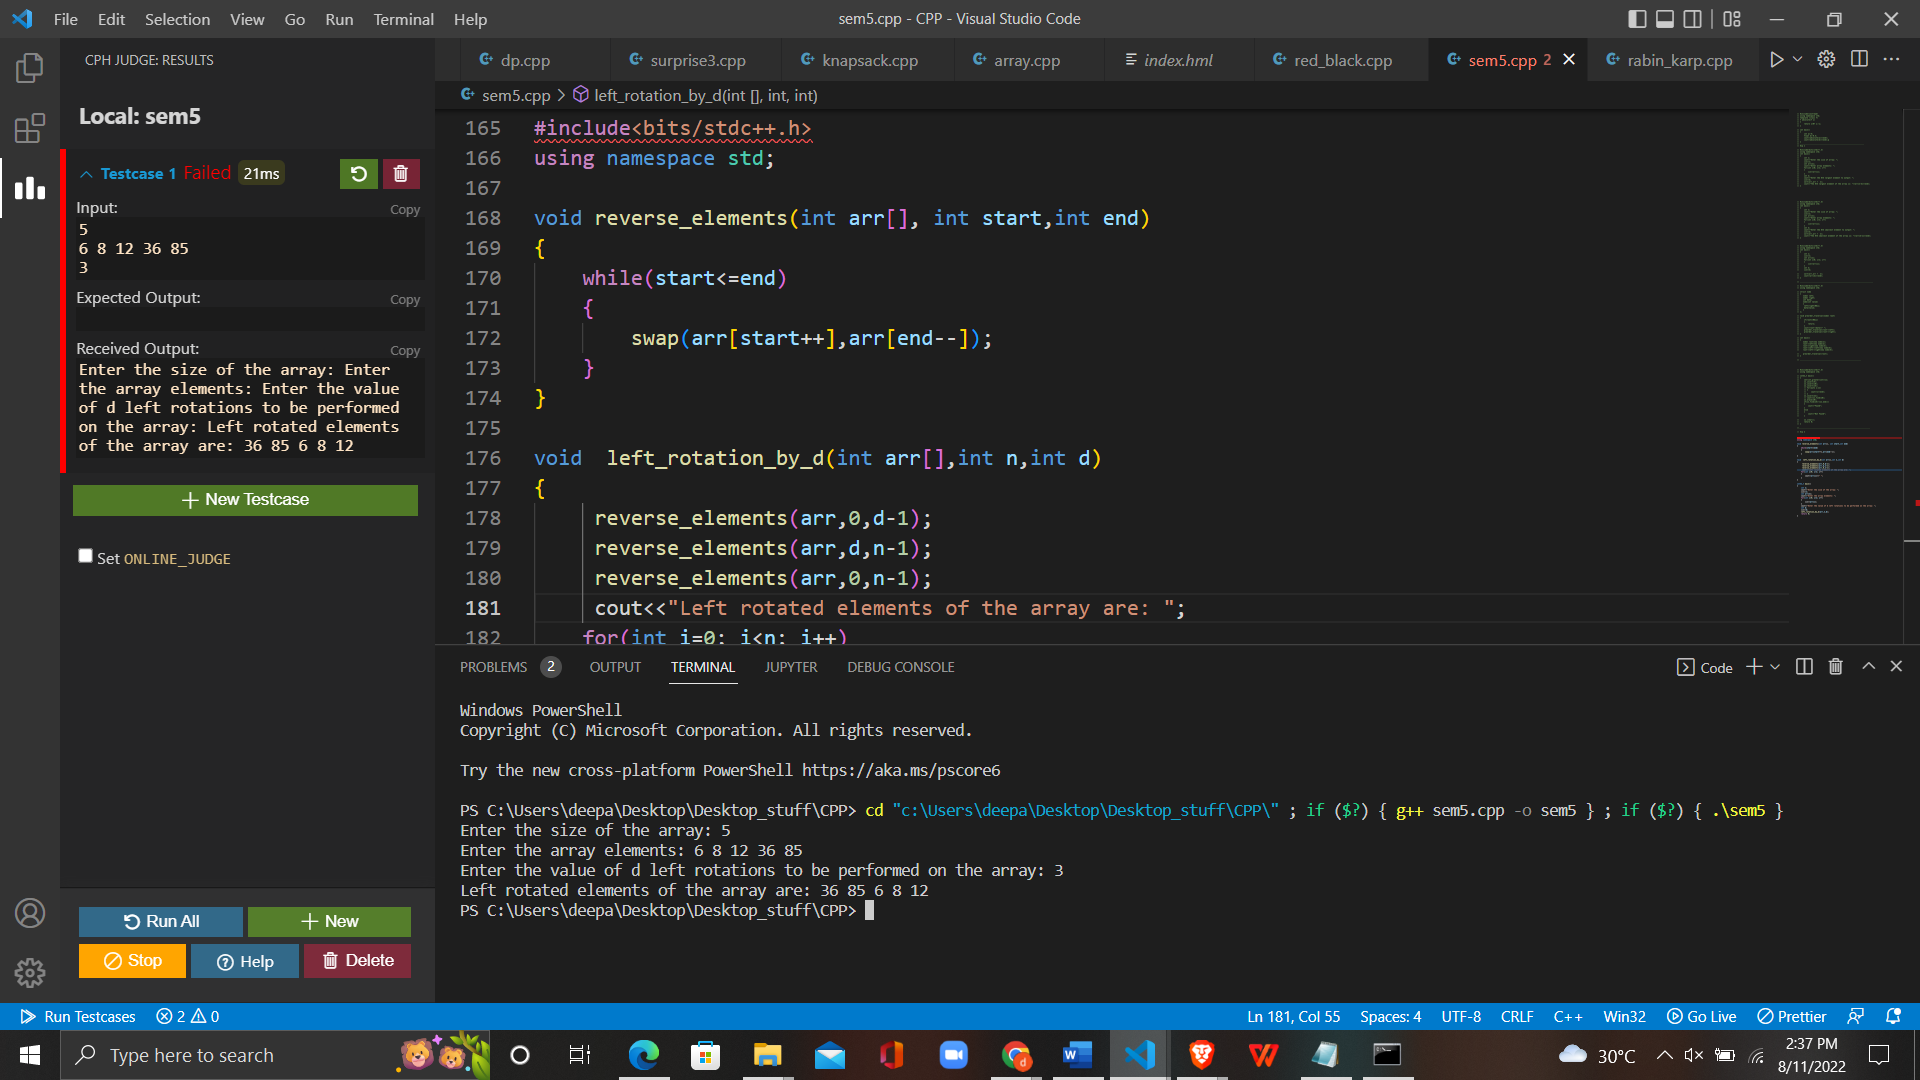 File Edit Selection View Go Run Terminal Help
sem5.cpp - CPP - Visual Studio Code
CPH JUDGE: RESULTS
Local: sem5
Testcase 1 Failed 21ms
Input:
Copy
5
6 8 12 36 85
3
Expected Output:
Copy
Received Output:
Copy
Enter the size of the array: Enter
the array elements: Enter the value
of d left rotations to be performed
on the array: Left rotated elements
of the array are: 36 85 6 8 12
New Testcase
Set ONLINE_JUDGE
Run All
New
Stop
Help
Delete
dp.cpp
surprise3.cpp
knapsack.cpp
array.cpp
index.hml
red_black.cpp
sem5.cpp 2
rabin_karp.cpp
sem5.cpp > left_rotation_by_d(int [], int, int)
165 #include<bits/stdc++.h>
166 using namespace std;
167
168 void reverse_elements(int arr[], int start,int end)
169 {
170 while(start<=end)
171 {
172 swap(arr[start++],arr[end--]);
173 }
174 }
175
176 void  left_rotation_by_d(int arr[],int n,int d)
177 {
178 reverse_elements(arr,0,d-1);
179 reverse_elements(arr,d,n-1);
180 reverse_elements(arr,0,n-1);
181 cout<<"Left rotated elements of the array are: ";
182 for(int i=0; i<n; i++)
PROBLEMS 2 OUTPUT TERMINAL JUPYTER DEBUG CONSOLE
Code
Windows PowerShell
Copyright (C) Microsoft Corporation. All rights reserved.
Try the new cross-platform PowerShell https://aka.ms/pscore6
PS C:\Users\deepa\Desktop\Desktop_stuff\CPP> cd "c:\Users\deepa\Desktop\Desktop_stuff\CPP\" ; if ($?) { g++ sem5.cpp -o sem5 } ; if ($?) { .\sem5 }
Enter the size of the array: 5
Enter the array elements: 6 8 12 36 85
Enter the value of d left rotations to be performed on the array: 3
Left rotated elements of the array are: 36 85 6 8 12
PS C:\Users\deepa\Desktop\Desktop_stuff\CPP>
Run Testcases 2 0
Ln 181, Col 55 Spaces: 4 UTF-8 CRLF C++ Win32 Go Live Prettier
Type here to search
30°C
2:37 PM
8/11/2022